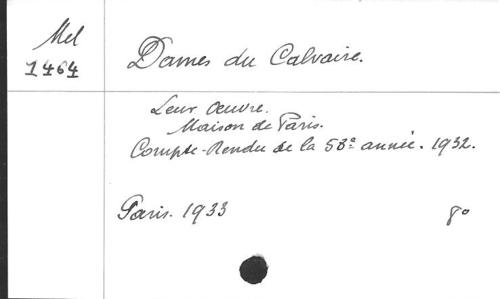 Mel
1464
Dames du Calvaire.
Leur Oeuvre.
Maison de Paris.
Compte-Rendu de la 58e année. 1932.
Paris. 1933
8o